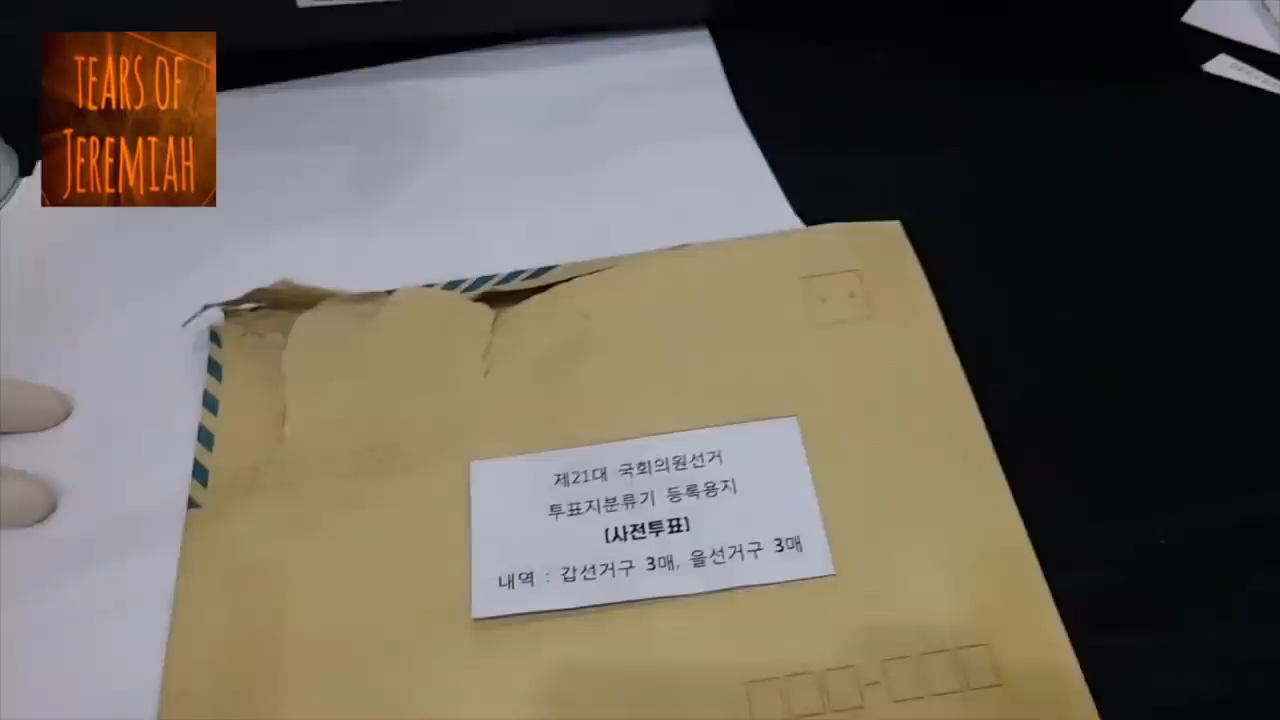 TEARS OF
JEREMIAH
제21대 국회의원선거
투표지분류기 등록용지
(사전투표)
내역 : 갑선거구 3매, 을선거구 3매